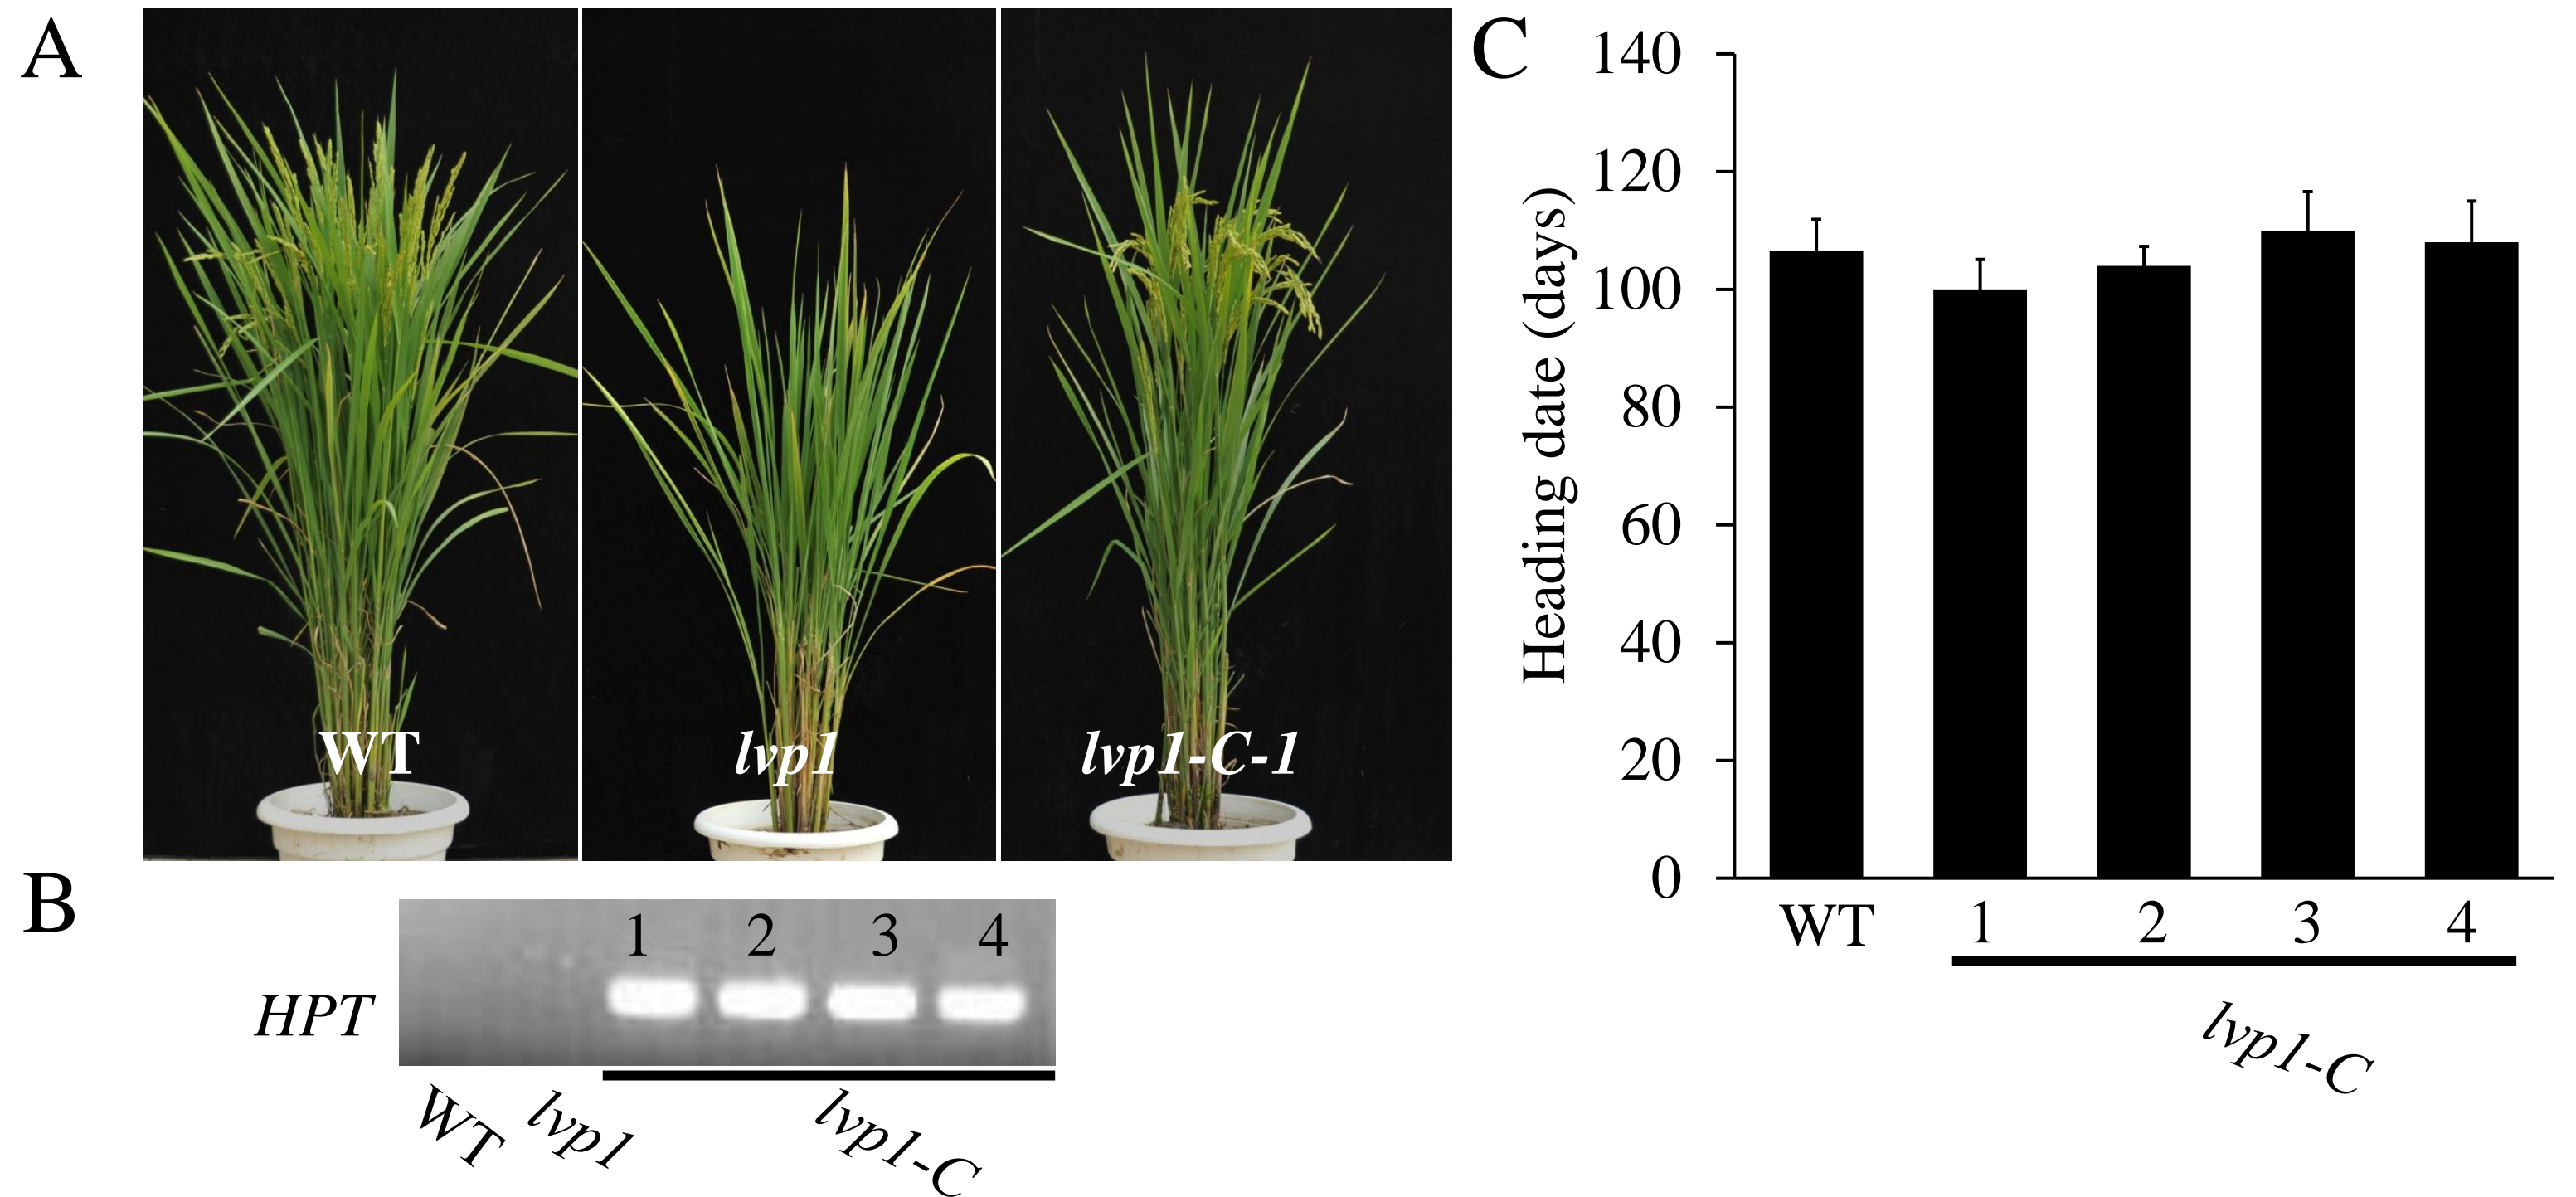 A
WT
lvp1
lvp1-C-1
B
1 2 3 4
HPT
WT
lvp1
lvp1-C
C
Heading date (days)
140
120
100
80
60
40
20
0
WT 1 2 3 4
lvp1-C